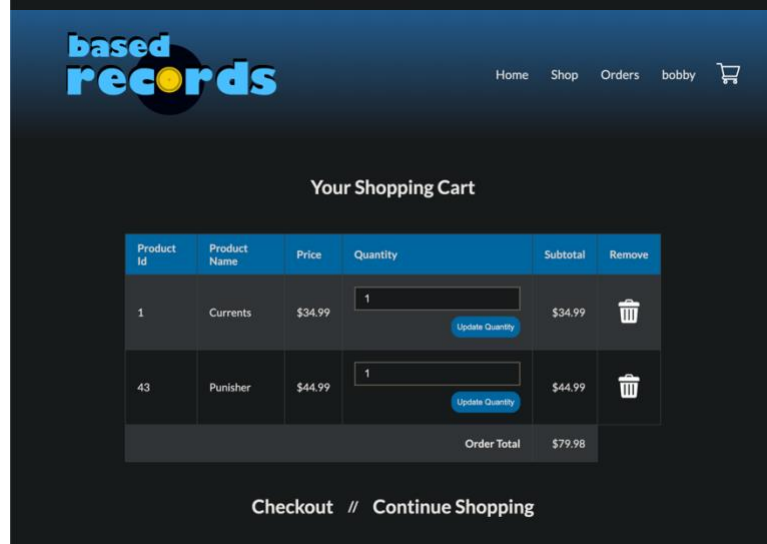 based
records
Home Shop Orders bobby
Your Shopping Cart
Product Id Product Name Price Quantity Subtotal Remove
1 Currents $34.99 1 $34.99
Update Quantity
43 Punisher $44.99 1 $44.99
Update Quantity
Order Total $79.98
Checkout // Continue Shopping